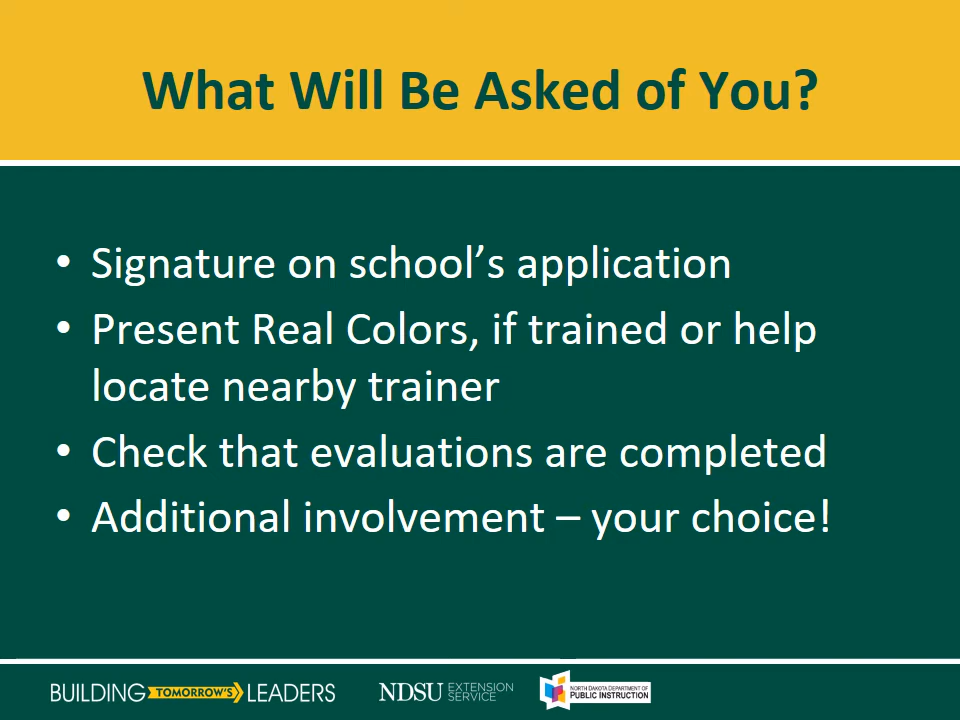 What Will Be Asked of You?
• Signature on school’s application
• Present Real Colors, if trained or help
locate nearby trainer
• Check that evaluations are completed
• Additional involvement – your choice!
BUILDING TOMORROW'S LEADERS
NDSU EXTENSION
SERVICE
NORTH DAKOTA DEPARTMENT OF
PUBLIC INSTRUCTION